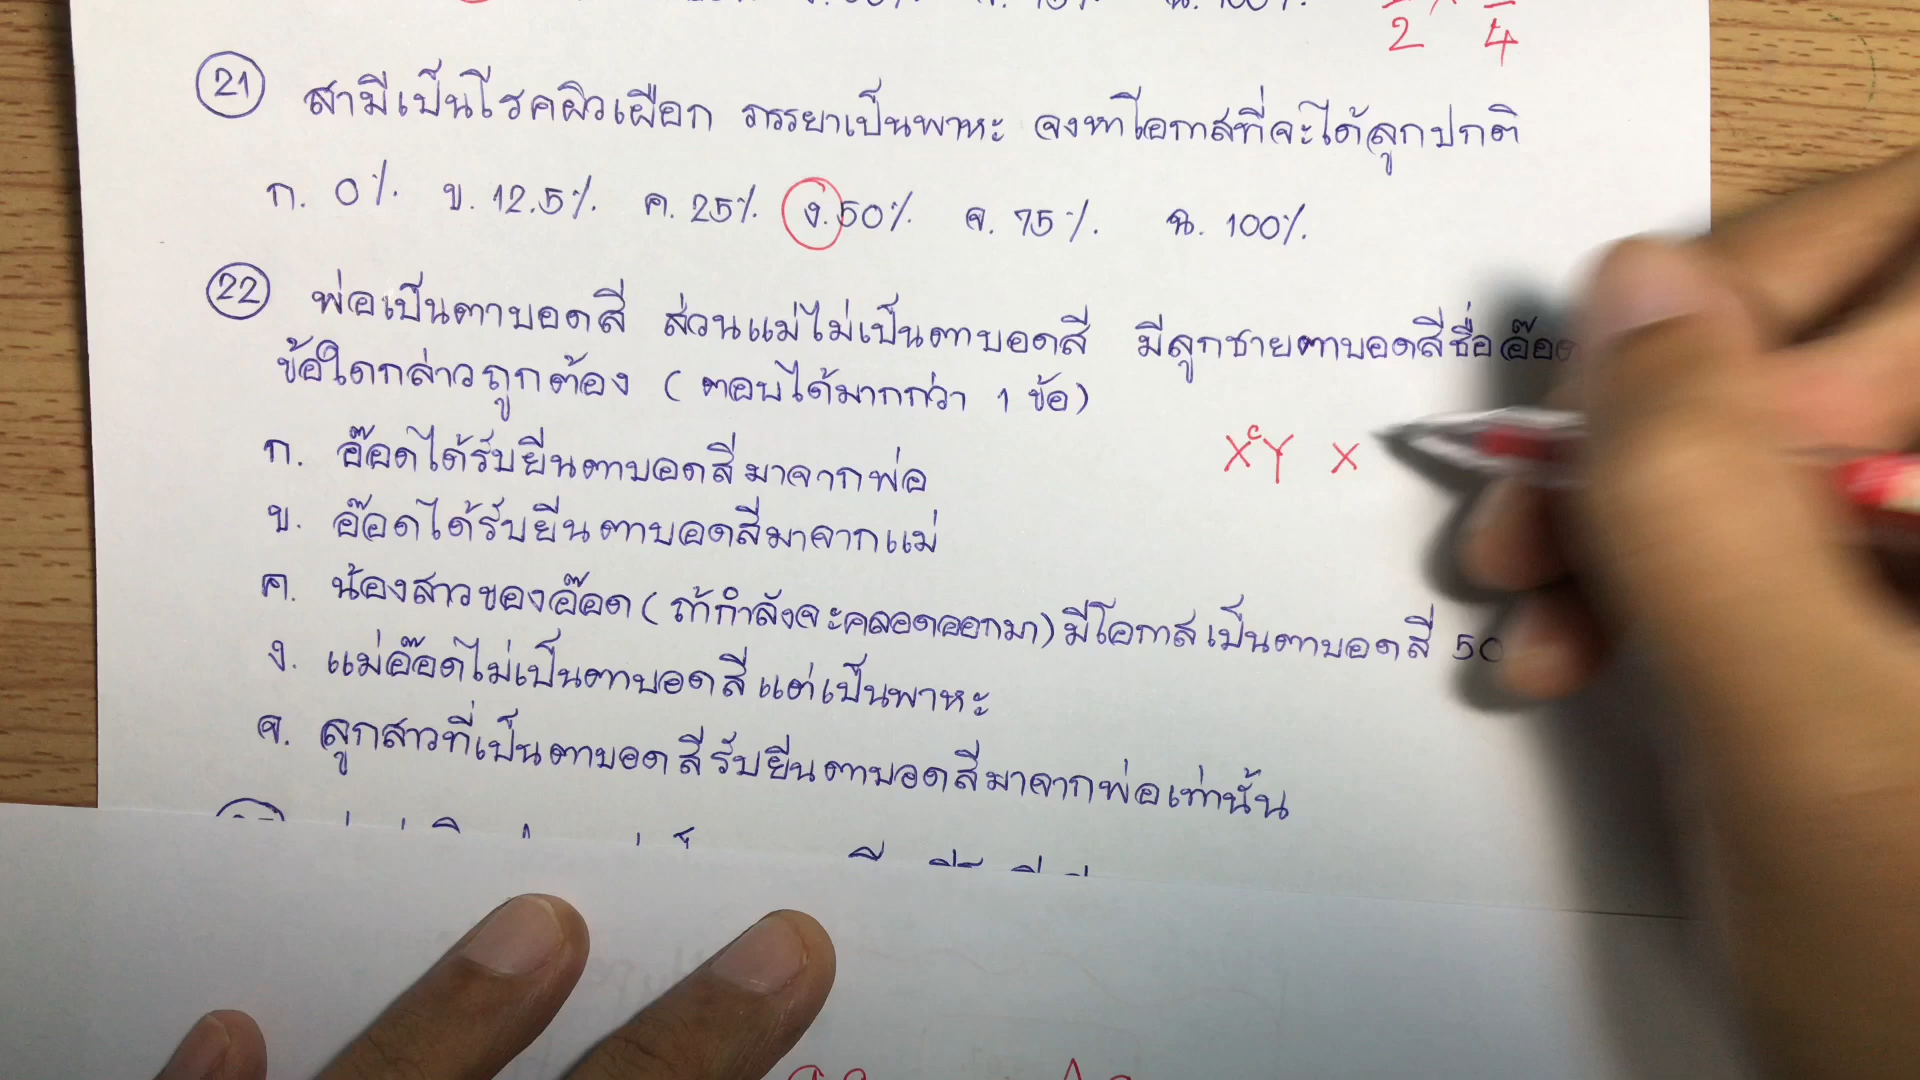 2 4
21 สามีเป็นโรคผิวเผือก ภรรยาเป็นพาหะ จงหาโอกาสที่จะได้ลูกปกติ
ก. 0% ข. 12.5% ค. 25% ง. 50% จ. 75% ฉ. 100%
22 พ่อเป็นตาบอดสี ส่วนแม่ไม่เป็นตาบอดสี มีลูกชายตาบอดสีชื่ออ๊อด
ข้อใดกล่าวถูกต้อง (ตอบได้มากกว่า 1 ข้อ)
ก. อ๊อดได้รับยีนตาบอดสีมาจากพ่อ
XᶜY X
ข. อ๊อดได้รับยีนตาบอดสีมาจากแม่
ค. น้องสาวของอ๊อด (ถ้ากำลังจะคลอดออกมา) มีโอกาสเป็นตาบอดสี 50
ง. แม่อ๊อดไม่เป็นตาบอดสีแต่เป็นพาหะ
จ. ลูกสาวที่เป็นตาบอดสีรับยีนตาบอดสีมาจากพ่อเท่านั้น